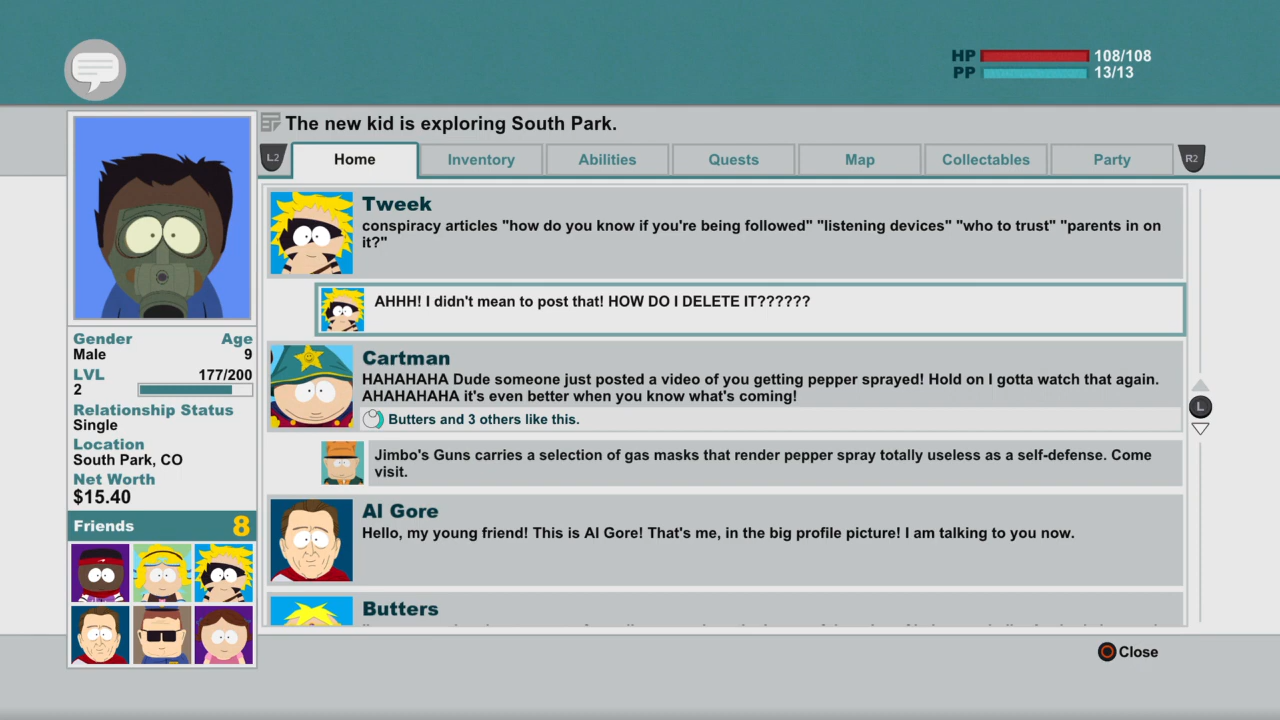 HP 108/108
PP 13/13
The new kid is exploring South Park.
L2 Home Inventory Abilities Quests Map Collectables Party R2
Tweek
conspiracy articles "how do you know if you're being followed" "listening devices" "who to trust" "parents in on
it?"
AHHH! I didn't mean to post that! HOW DO I DELETE IT??????
Gender Age
Male 9
LVL 177/200
2
Relationship Status
Single
Location
South Park, CO
Net Worth
$15.40
Friends 8
Cartman
HAHAHAHA Dude someone just posted a video of you getting pepper sprayed! Hold on I gotta watch that again.
AHAHAHAHA it's even better when you know what's coming!
Butters and 3 others like this.
Jimbo's Guns carries a selection of gas masks that render pepper spray totally useless as a self-defense. Come
visit.
Al Gore
Hello, my young friend! This is Al Gore! That's me, in the big profile picture! I am talking to you now.
Butters
L
Close